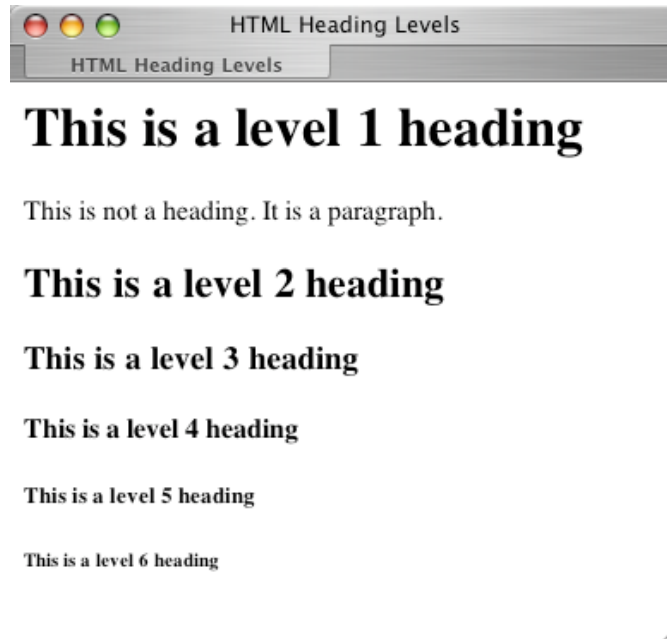 HTML Heading Levels
HTML Heading Levels
This is a level 1 heading
This is not a heading. It is a paragraph.
This is a level 2 heading
This is a level 3 heading
This is a level 4 heading
This is a level 5 heading
This is a level 6 heading